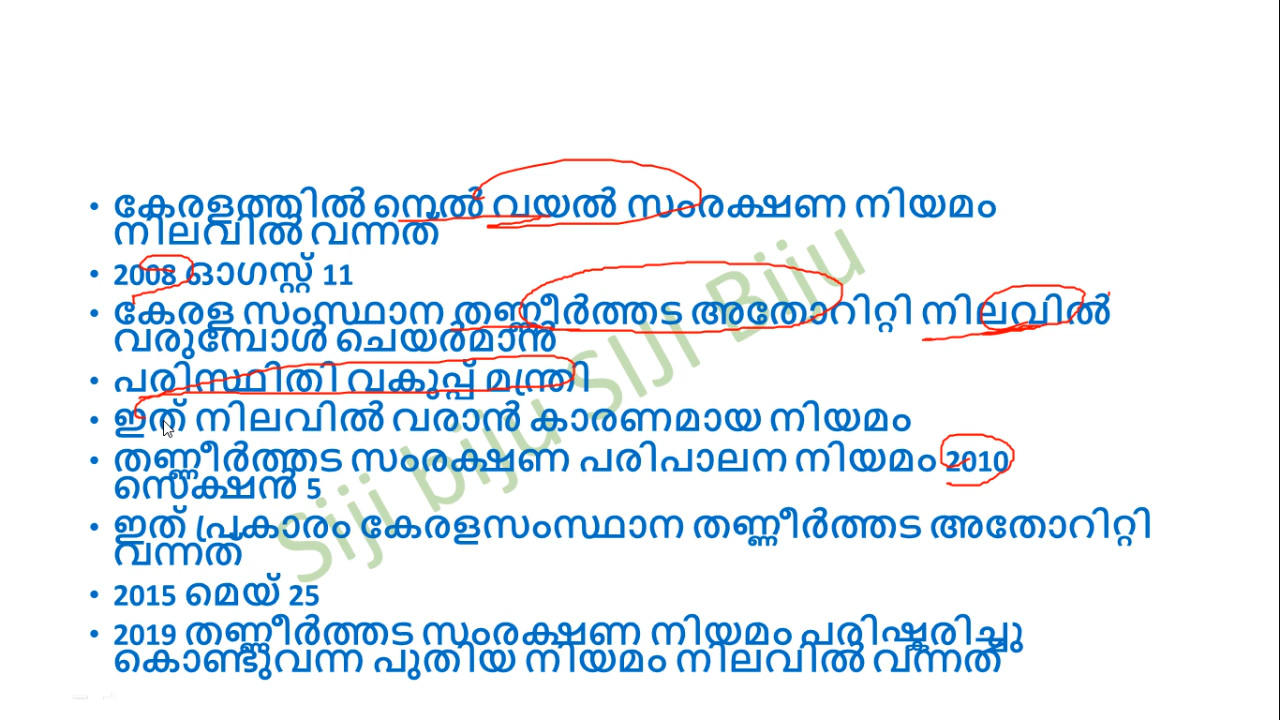 കേരളത്തിൽ നെൽ വയൽ സംരക്ഷണ നിയമം
നിലവിൽ വന്നത്
2008 ഓഗസ്റ്റ് 11
കേരള സംസ്ഥാന തണ്ണീർത്തട അതോറിറ്റി നിലവിൽ
വരുമ്പോൾ ചെയർമാൻ
പരിസ്ഥിതി വകുപ്പ് മന്ത്രി
ഇത് നിലവിൽ വരാൻ കാരണമായ നിയമം
തണ്ണീർത്തട സംരക്ഷണ പരിപാലന നിയമം 2010
സെക്ഷൻ 5
ഇത് പ്രകാരം കേരളസംസ്ഥാന തണ്ണീർത്തട അതോറിറ്റി
വന്നത്
2015 മെയ് 25
2019 തണ്ണീർത്തട സംരക്ഷണ നിയമം പരിഷ്കരിച്ചു
കൊണ്ടുവന്ന പുതിയ നിയമം നിലവിൽ വന്നത്
Siji biju SIJI Biju